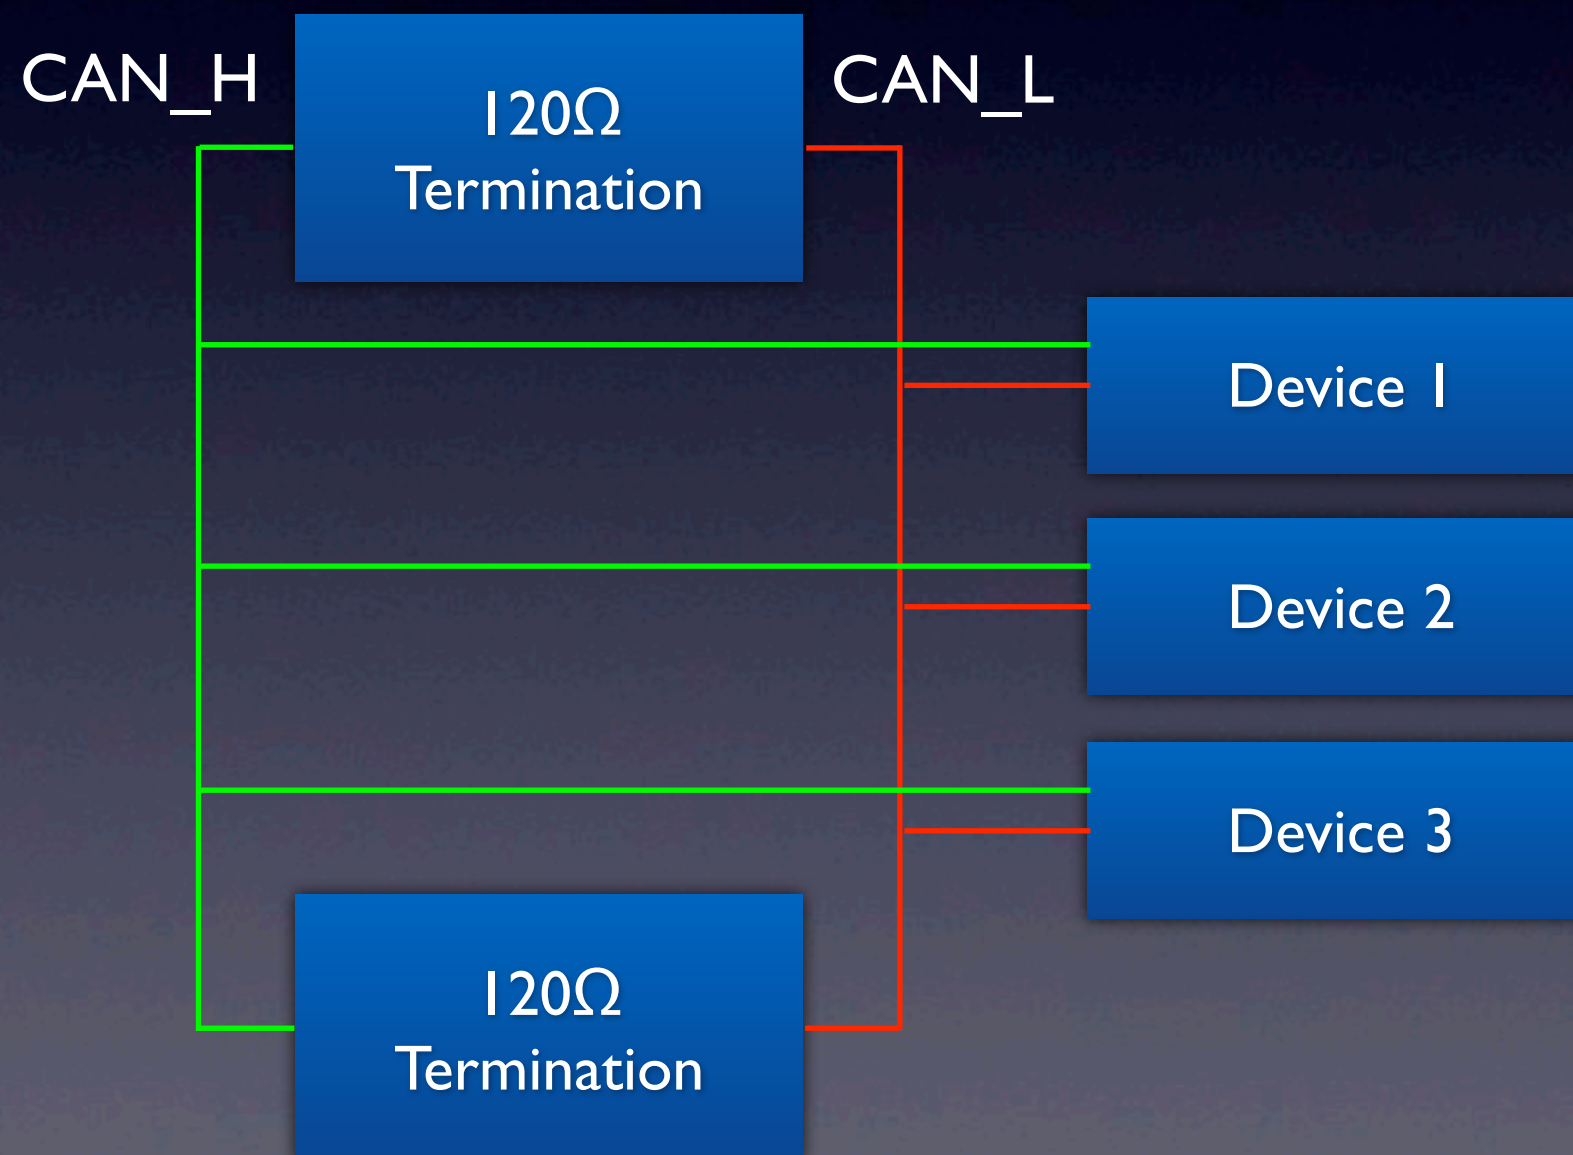 CAN_H
120Ω
Termination
CAN_L
Device 1
Device 2
Device 3
120Ω
Termination